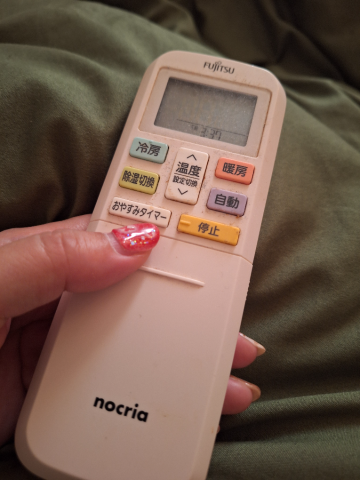 FUJITSU
冷房
温度
設定切換
暖房
除湿切換
自動
おやすみタイマー
停止
nocria